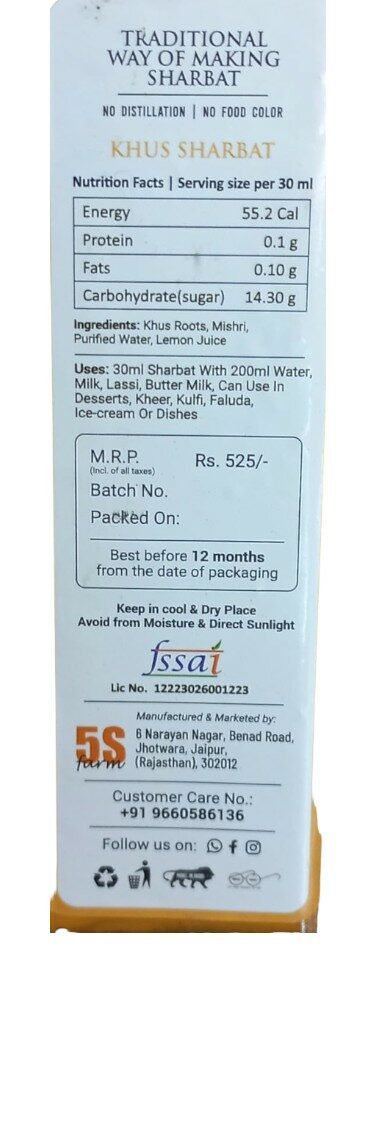 TRADITIONAL
WAY OF MAKING
SHARBAT
NO DISTILLATION | NO FOOD COLOR
KHUS SHARBAT
Nutrition Facts | Serving size per 30 ml
Energy 55.2 Cal
Protein 0.1 g
Fats 0.10 g
Carbohydrate(sugar) 14.30 g
Ingredients: Khus Roots, Mishri,
Purified Water, Lemon Juice
Uses: 30ml Sharbat With 200ml Water,
Milk, Lassi, Butter Milk, Can Use In
Desserts, Kheer, Kulfi, Faluda,
Ice-cream Or Dishes
M.R.P. Rs. 525/-
(Incl. of all taxes)
Batch No.
Packed On:
Best before 12 months
from the date of packaging
Keep in cool & Dry Place
Avoid from Moisture & Direct Sunlight
fssai
Lic No. 12223026001223
Manufactured & Marketed by:
5S
farm
6 Narayan Nagar, Benad Road,
Jhotwara, Jaipur,
(Rajasthan), 302012
Customer Care No.:
+91 9660586136
Follow us on: